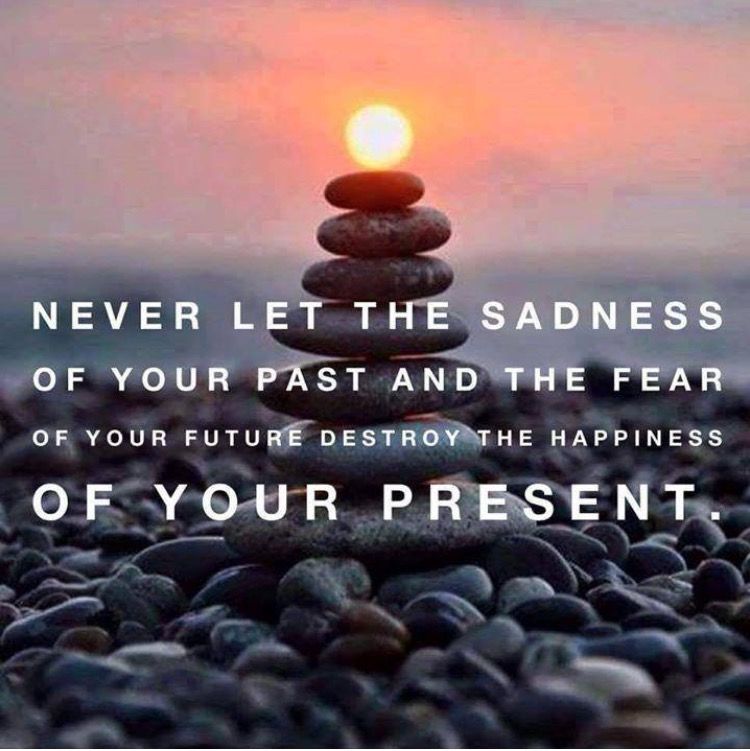 NEVER LET THE SADNESS
OF YOUR PAST AND THE FEAR
OF YOUR FUTURE DESTROY THE HAPPINESS
OF YOUR PRESENT.